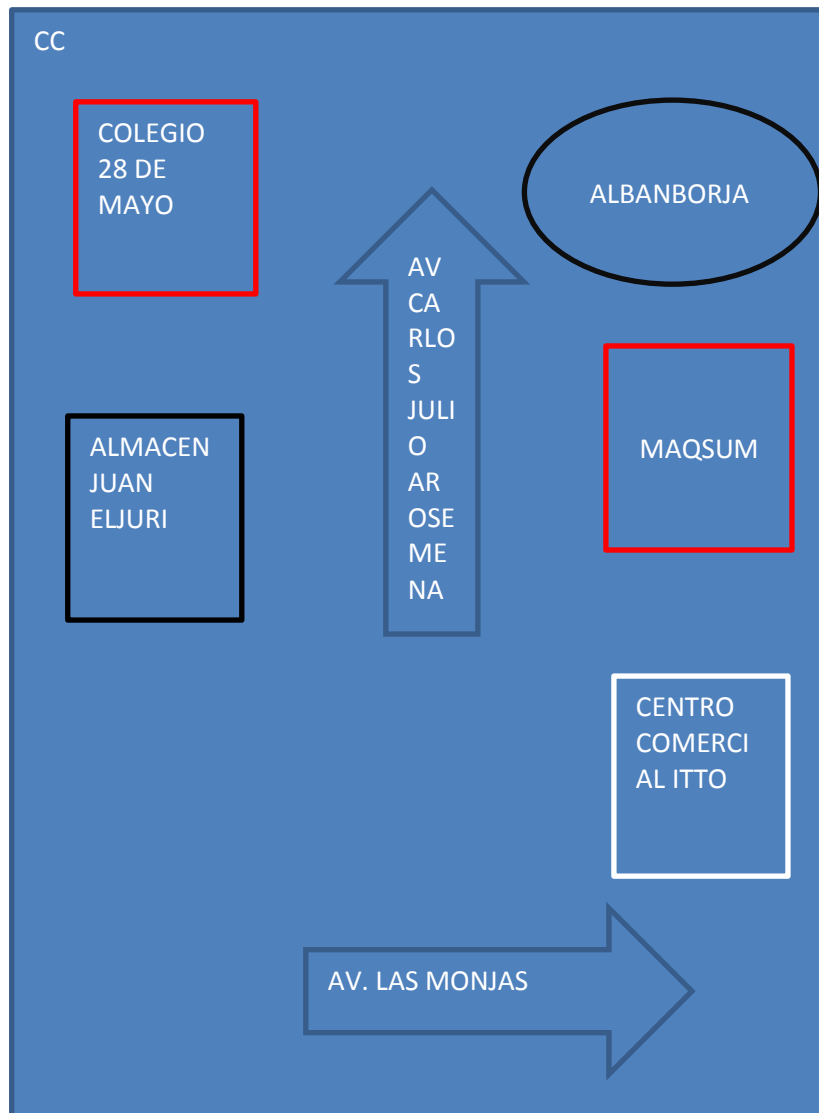 CC
COLEGIO
28 DE
MAYO
ALBANBORJA
AV
CA
RLO
S
JULI
O
AR
OSE
ME
NA
ALMACEN
JUAN
ELJURI
MAQSUM
CENTRO
COMERCI
AL ITTO
AV. LAS MONJAS